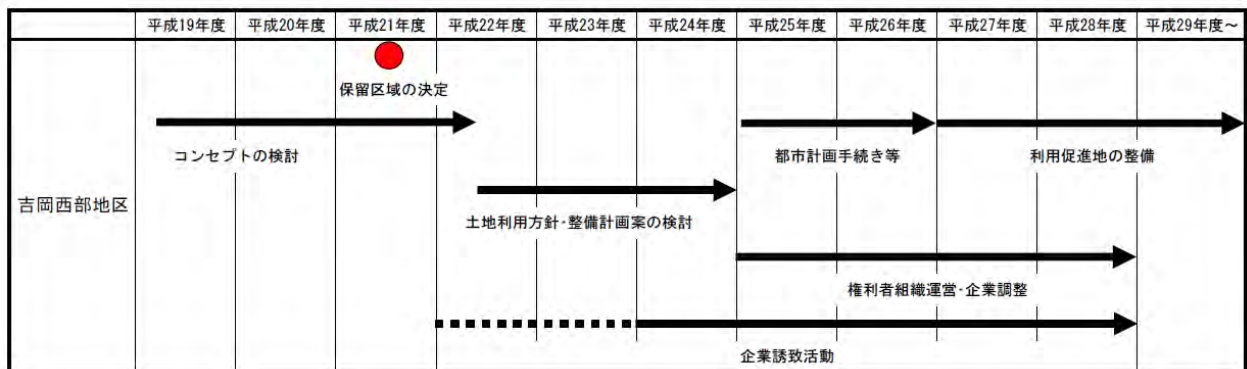 平成19年度 平成20年度 平成21年度 平成22年度 平成23年度 平成24年度 平成25年度 平成26年度 平成27年度 平成28年度 平成29年度～
保留区域の決定
コンセプトの検討
都市計画手続き等
利用促進地の整備
吉岡西部地区
土地利用方針･整備計画案の検討
権利者組織運営･企業調整
企業誘致活動